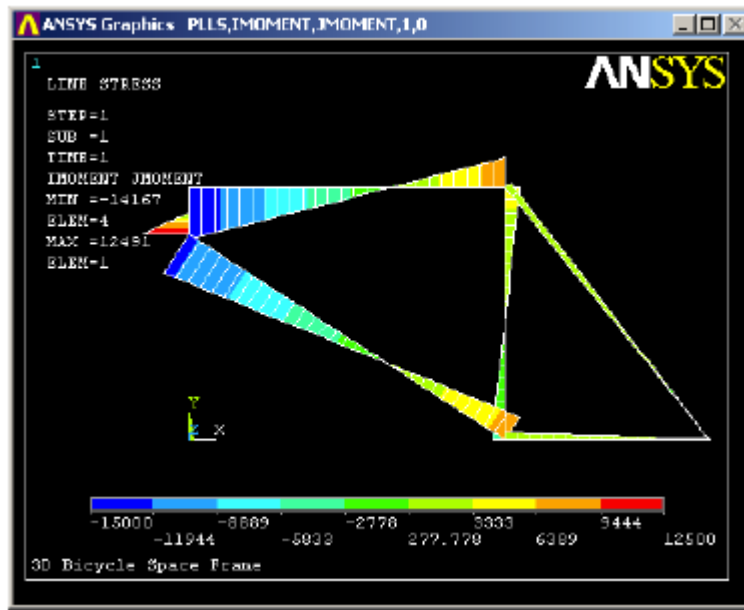 ANSYS Graphics PLLS,IMOMENT,JMOMENT,1,0
1
ANSYS
LINE STRESS
STEP=1
SUB =1
TIME=1
IMOMENT JMOMENT
MIN =-14167
ELEM=4
MAX =12491
ELEM=1
Y
Z X
-15000 -8889 -2778 3333 9444
-11944 -5833 277.778 6389 12500
3D Bicycle Space Frame